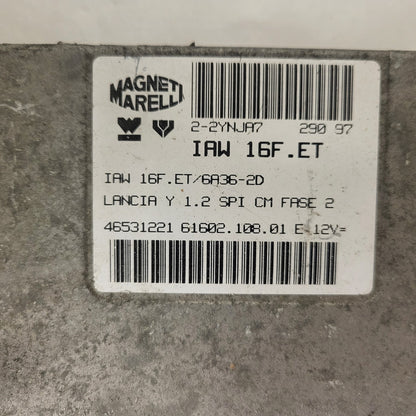 MAGNETI
MARELLI
2-2YNJA7 290 97
IAW 16F.ET
IAW 16F.ET/6A36-2D
LANCIA Y 1.2 SPI CM FASE 2
46531221 61602.108.01 E 12V=